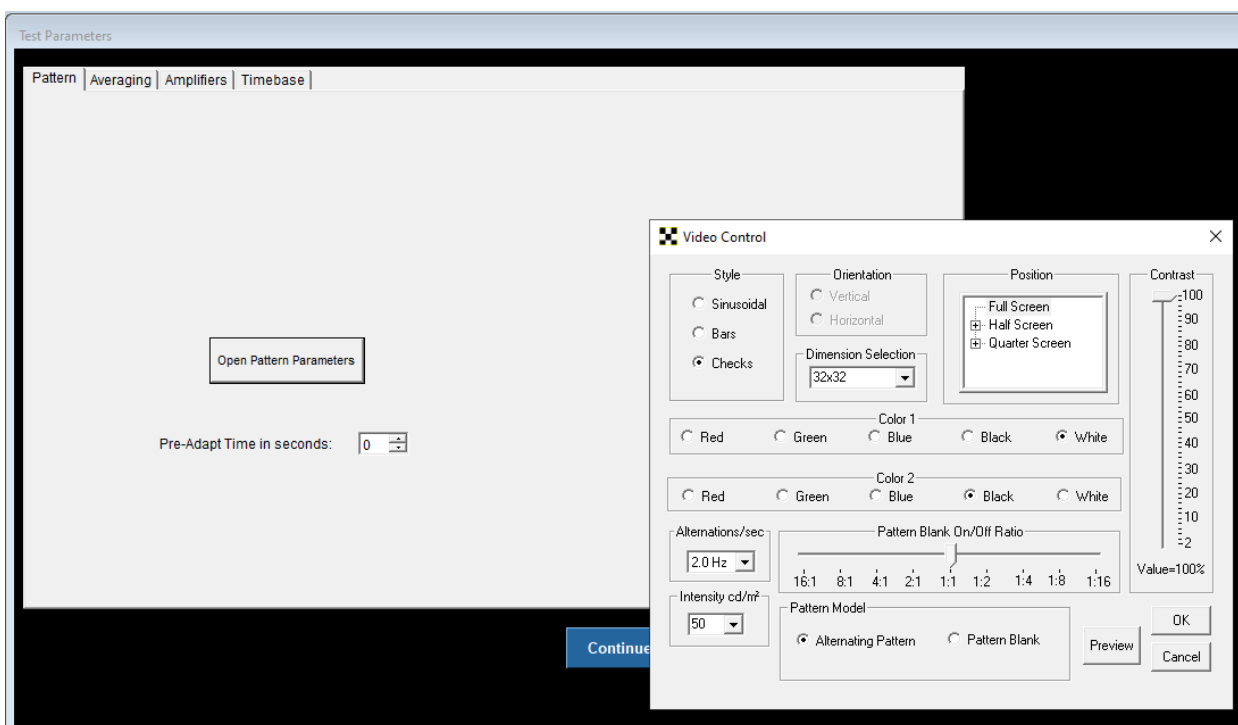 Test Parameters
Pattern Averaging Amplifiers Timebase
Open Pattern Parameters
Pre-Adapt Time in seconds: 0
Continue
Video Control
Style
Sinusoidal
Bars
Checks
Orientation
Vertical
Horizontal
Dimension Selection
32x32
Position
Full Screen
Half Screen
Quarter Screen
Contrast
100
90
80
70
60
50
40
30
20
10
2
Value=100%
Color 1
Red Green Blue Black White
Color 2
Red Green Blue Black White
Alternations/sec
2.0 Hz
Pattern Blank On/Off Ratio
16:1 8:1 4:1 2:1 1:1 1:2 1:4 1:8 1:16
Intensity cd/m²
50
Pattern Model
Alternating Pattern Pattern Blank
Preview
OK
Cancel